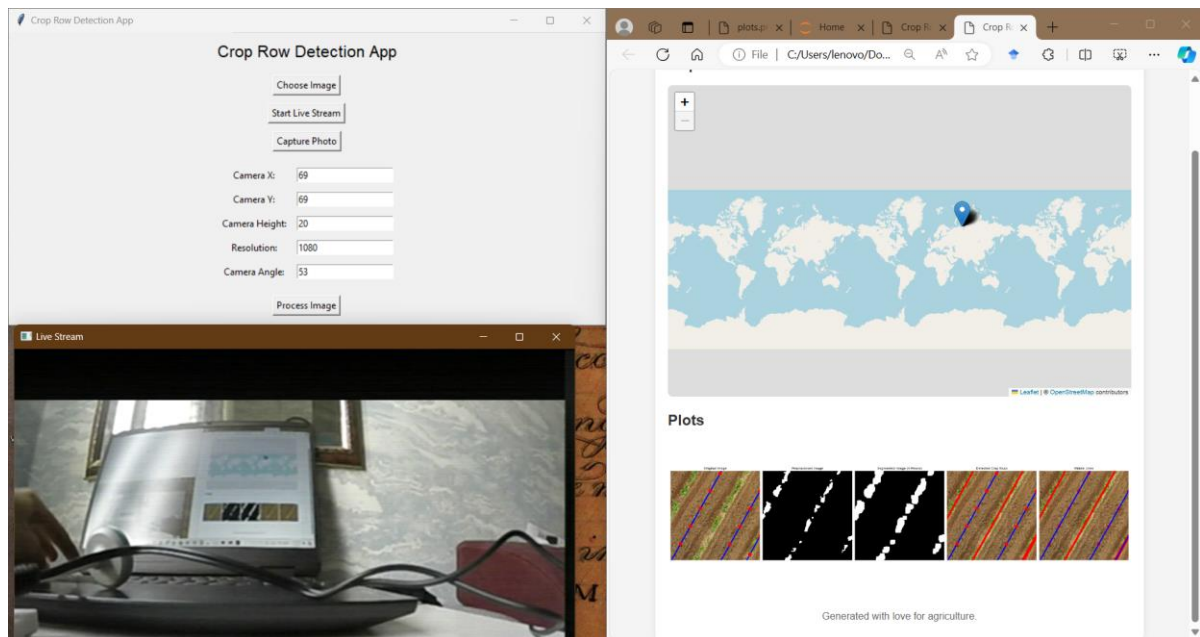 Crop Row Detection App
Crop Row Detection App
Choose Image
Start Live Stream
Capture Photo
Camera X:
69
Camera Y:
69
Camera Height:
20
Resolution:
1080
Camera Angle:
53
Process Image
Live Stream
plots.p
Home
Crop R
Crop R
File
C:/Users/lenovo/Do...
+
−
Leaflet | © OpenStreetMap contributors
Plots
Original Image
Generated with love for agriculture.